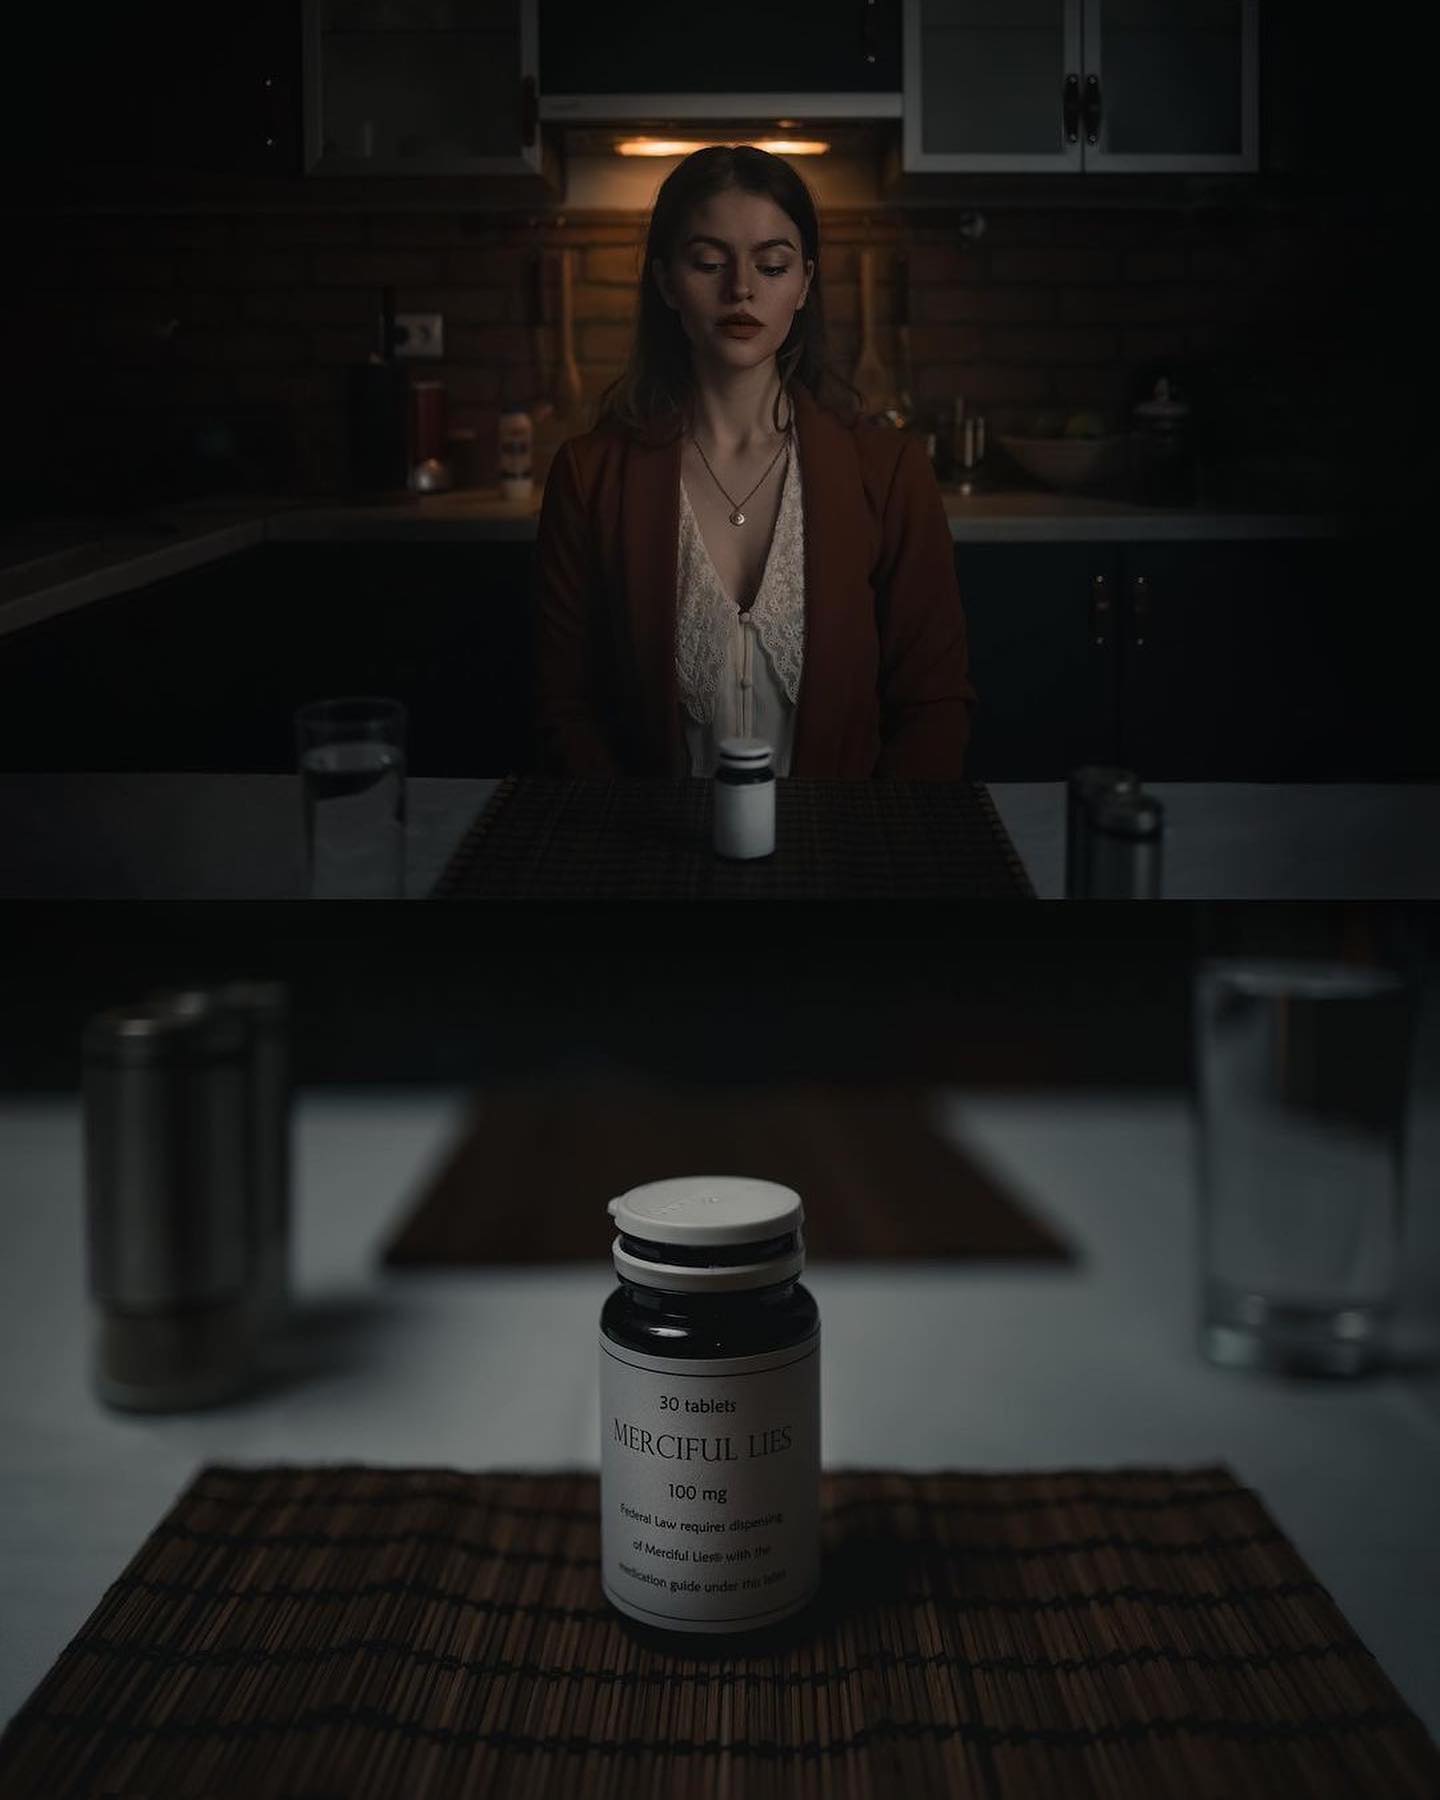 30 tablets
MERCIFUL LIES
100 mg
Federal Law requires dispensing
of Merciful Lies® with the
medication guide under this label